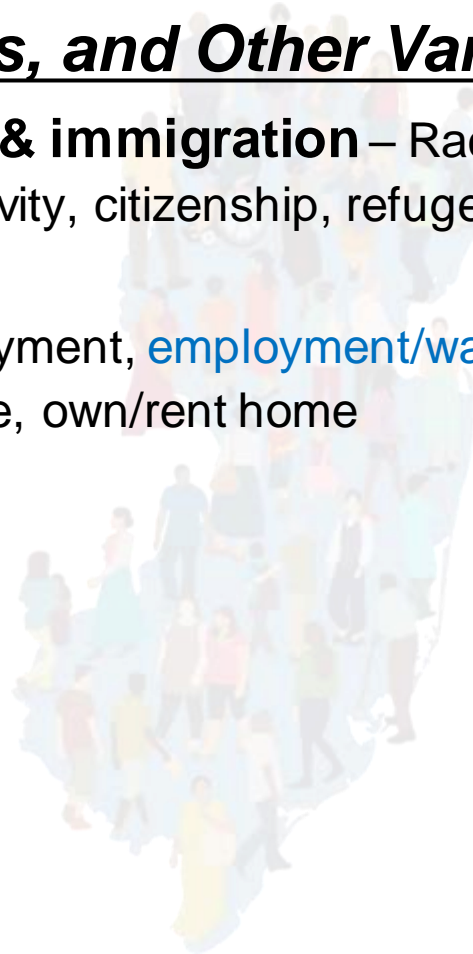 s, and Other Var
& immigration – Rac
vity, citizenship, refuge
yment, employment/wa
e, own/rent home